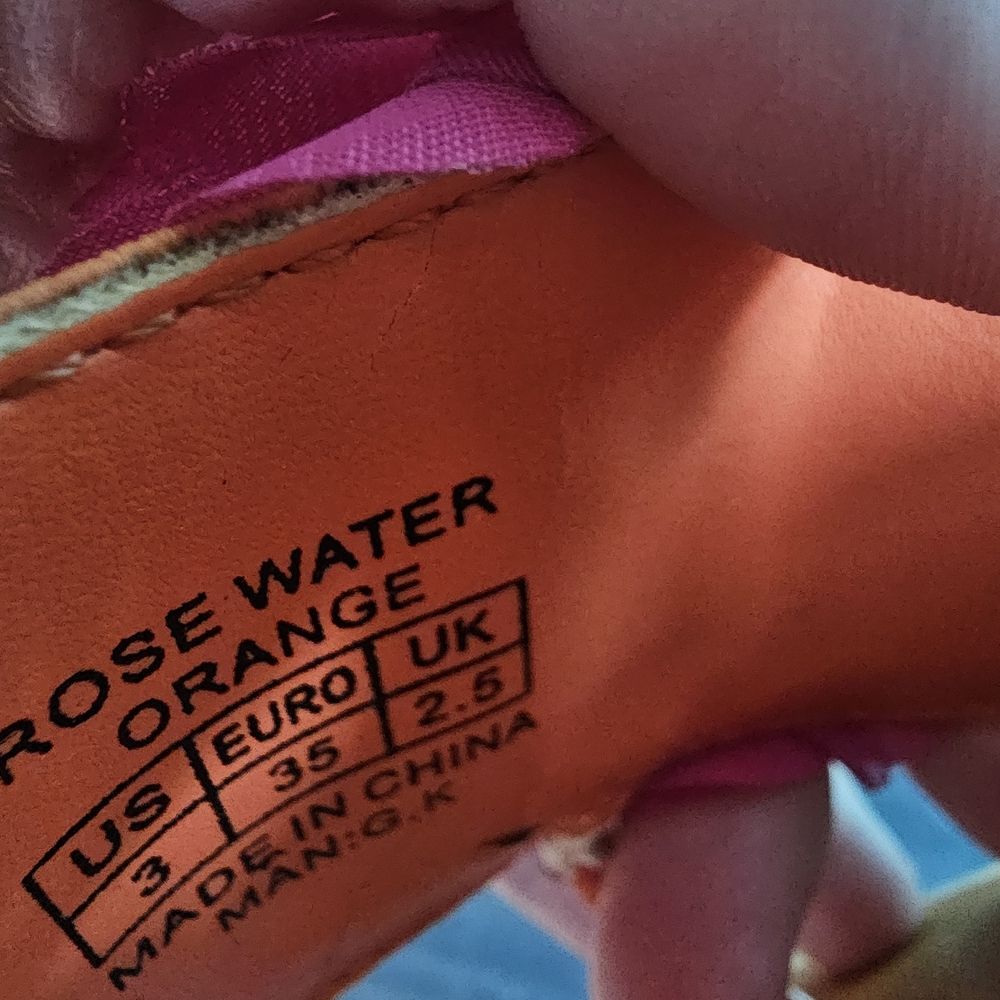 ROSE WATER
ORANGE
US EURO UK
3 35 2.5
MADE IN CHINA
MAN:G.K